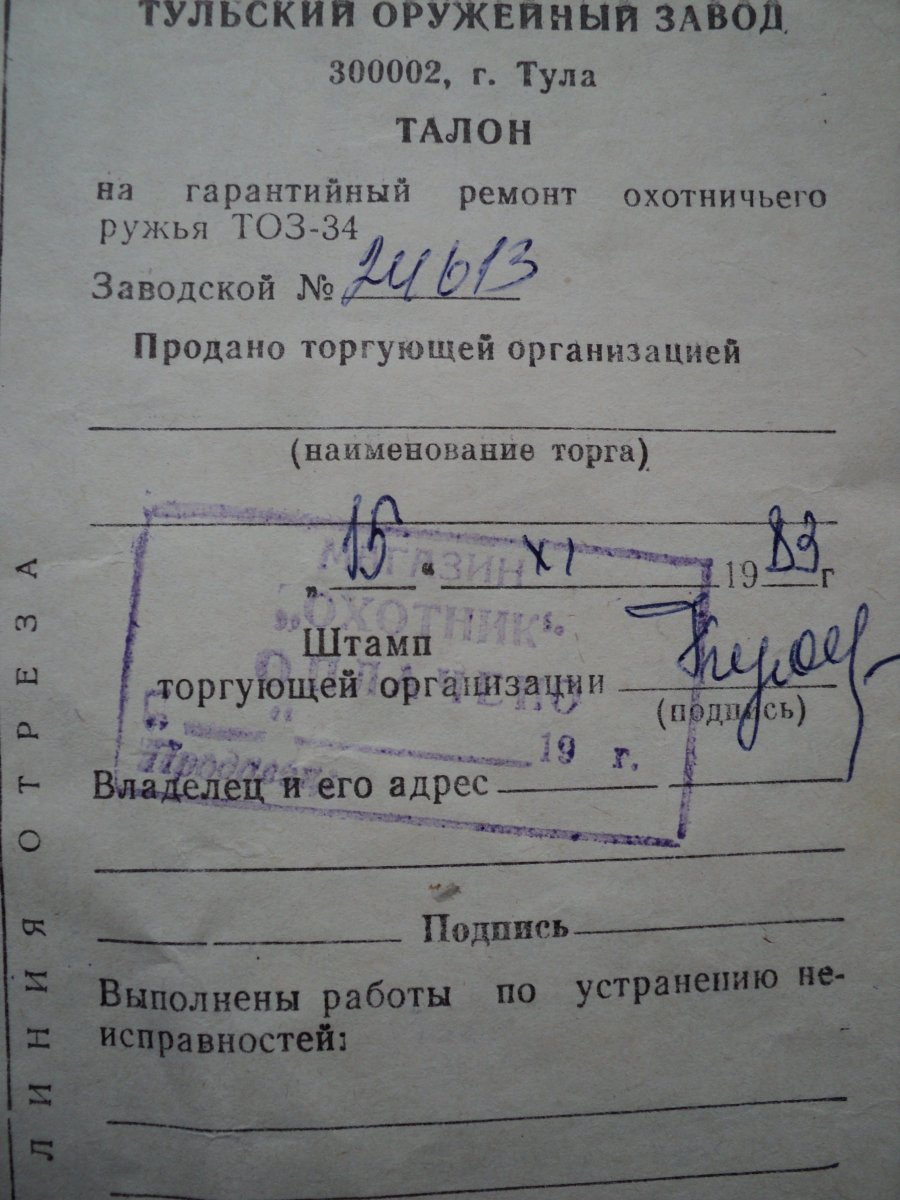 ТУЛЬСКИЙ ОРУЖЕЙНЫЙ ЗАВОД
300002, г. Тула
ТАЛОН
на гарантийный ремонт охотничьего
ружья ТОЗ-34
Заводской № 24613
Продано торгующей организацией
(наименование торга)
„ 15 “ XI 1983 г
МАГАЗИН
„ОХОТНИК“
ОПЛАЧЕНО
19 г.
Продавец
Штамп
торгующей организации
(подпись)
Владелец и его адрес
Подпись
Выполнены работы по устранению не-
исправностей:
ЛИНИЯ ОТРЕЗА